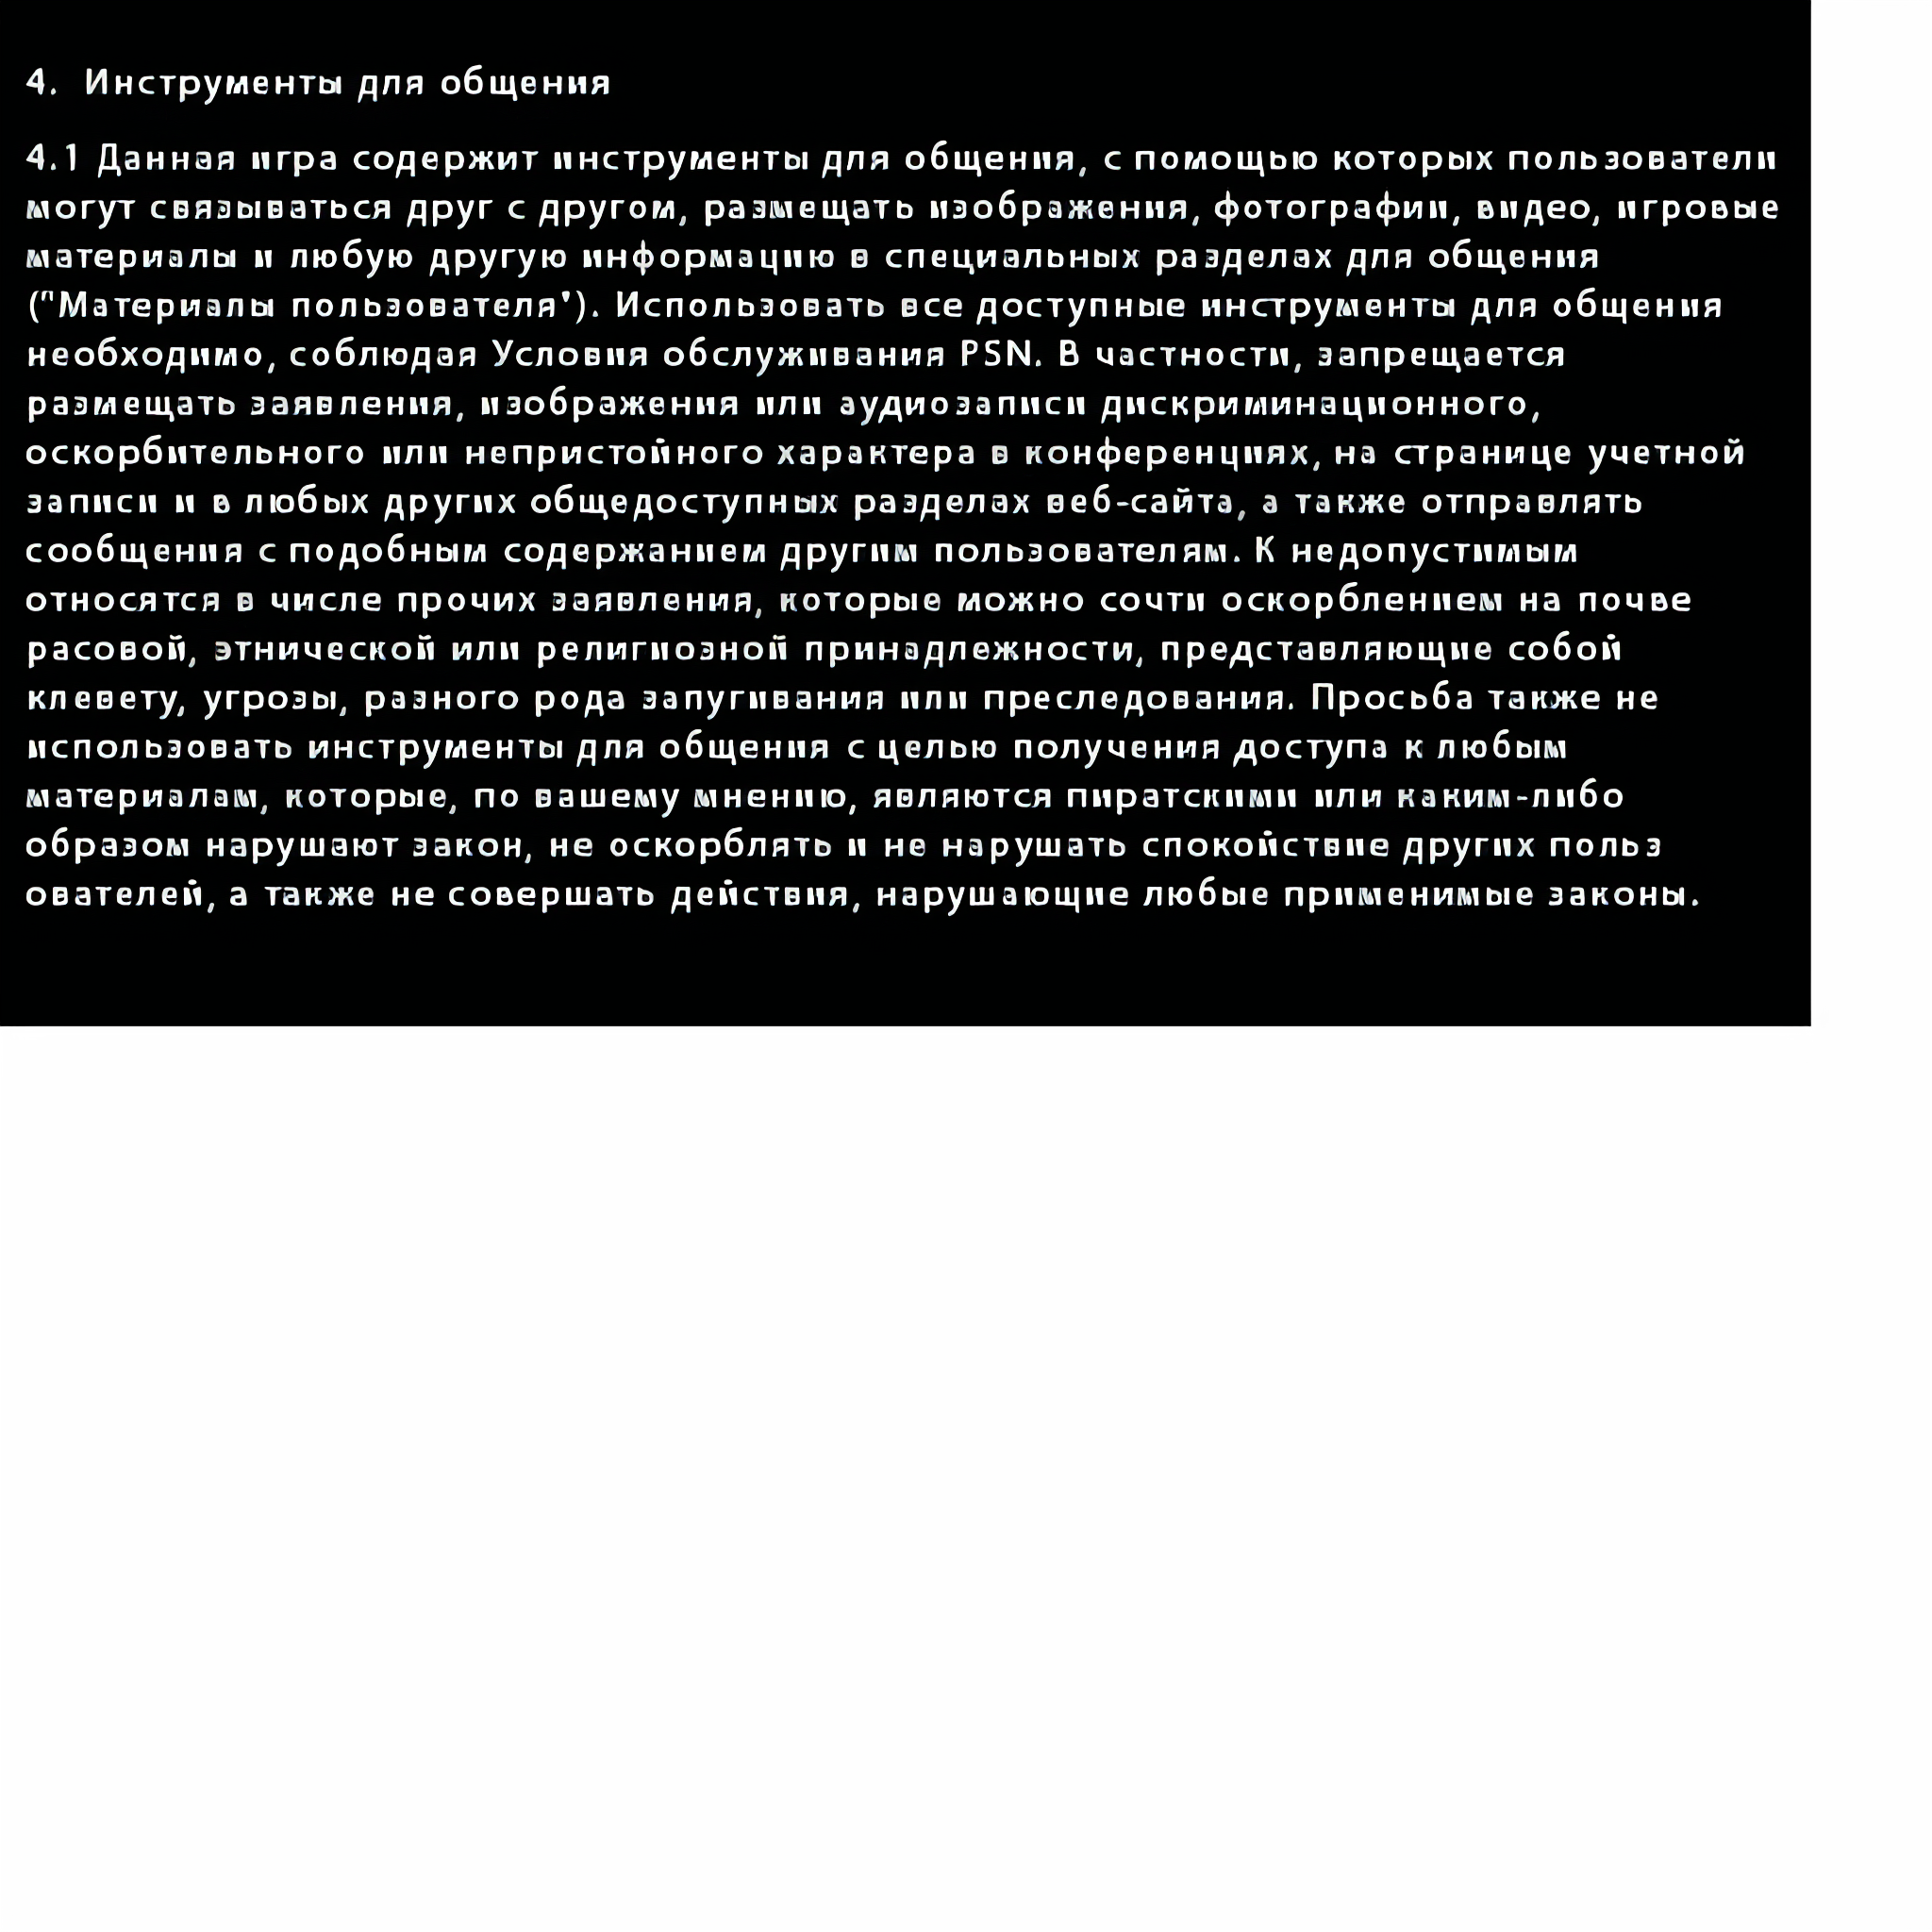 4. Инструменты для общения
4.1 Данная игра содержит инструменты для общения, с помощью которых пользователи
могут связываться друг с другом, размещать изображения, фотографии, видео, игровые
материалы и любую другую информацию в специальных разделах для общения
("Материалы пользователя"). Использовать все доступные инструменты для общения
необходимо, соблюдая Условия обслуживания PSN. В частности, запрещается
размещать заявления, изображения или аудиозаписи дискриминационного,
оскорбительного или непристойного характера в конференциях, на странице учетной
записи и в любых других общедоступных разделах веб-сайта, а также отправлять
сообщения с подобным содержанием другим пользователям. К недопустимым
относятся в числе прочих заявления, которые можно сочти оскорблением на почве
расовой, этнической или религиозной принадлежности, представляющие собой
клевету, угрозы, разного рода запугивания или преследования. Просьба также не
использовать инструменты для общения с целью получения доступа к любым
материалам, которые, по вашему мнению, являются пиратскими или каким-либо
образом нарушают закон, не оскорблять и не нарушать спокойствие других польз
ователей, а также не совершать действия, нарушающие любые применимые законы.